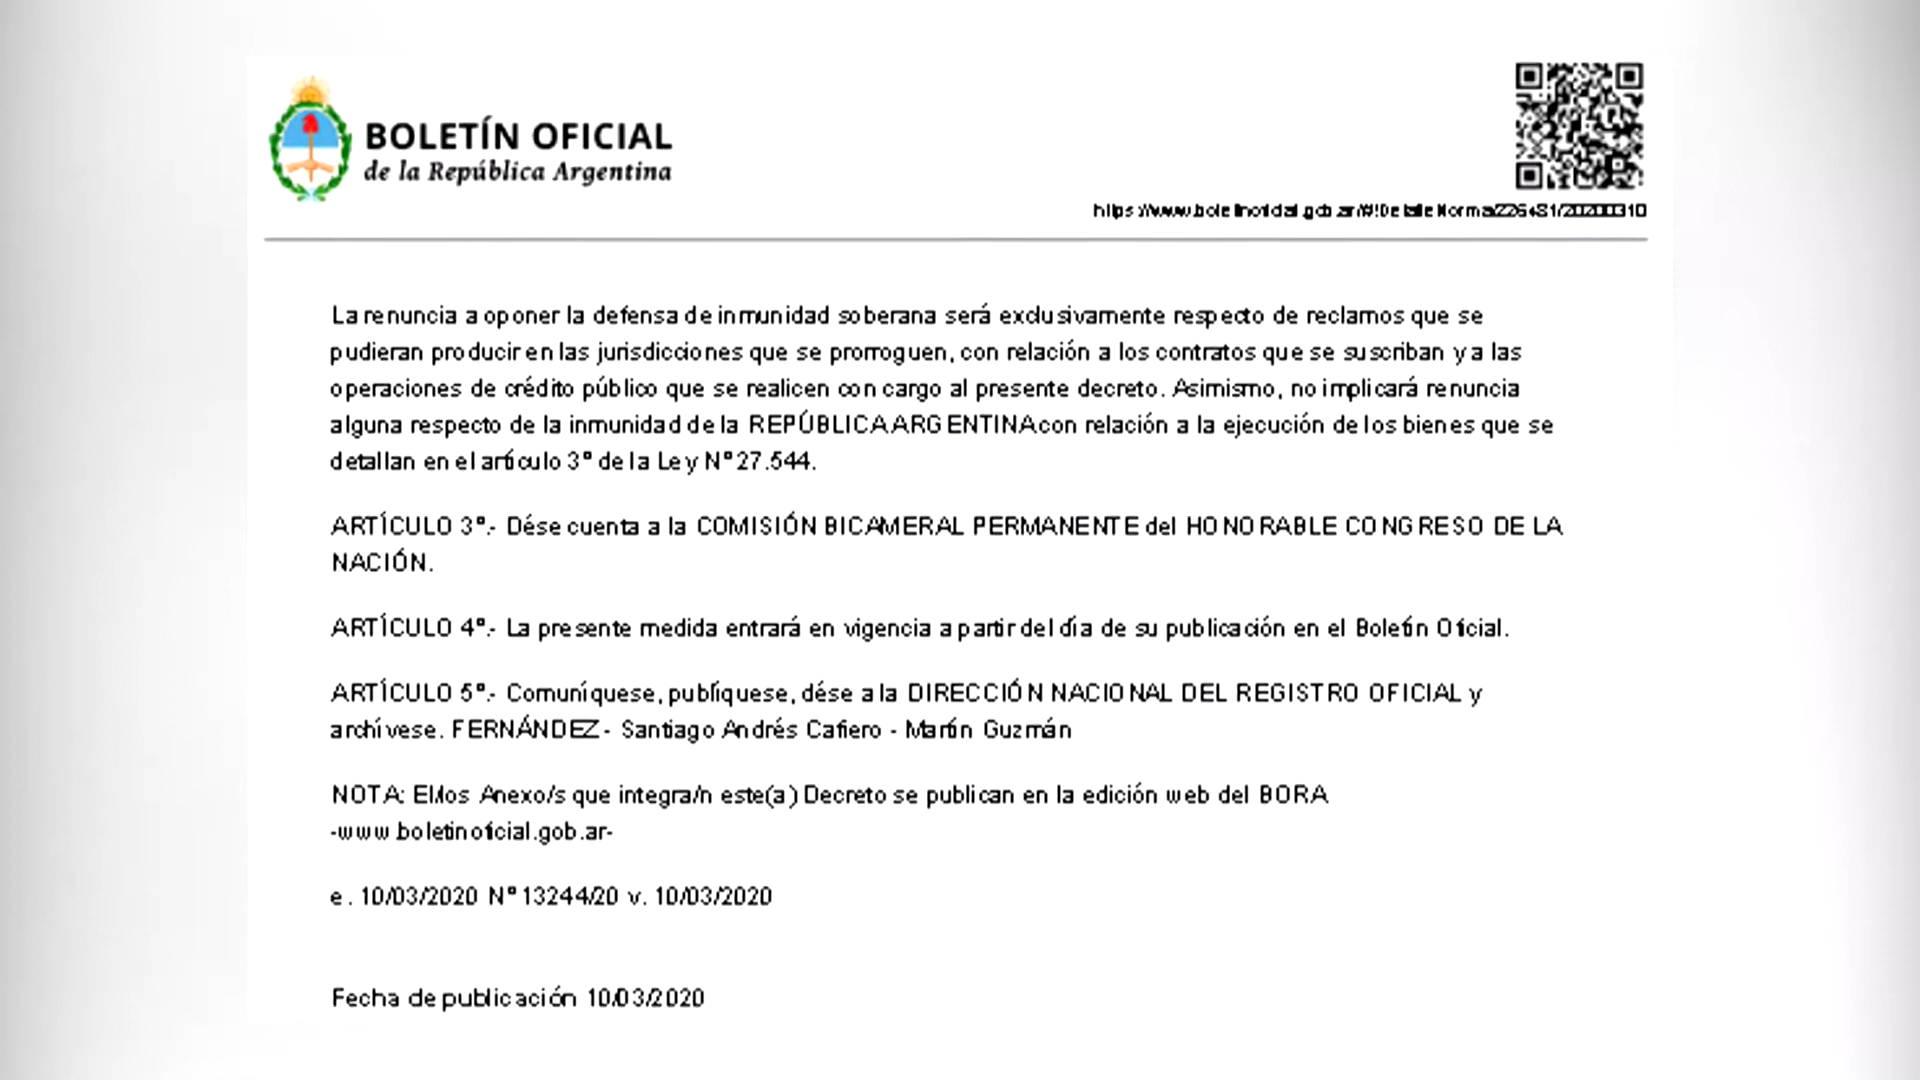 BOLETÍN OFICIAL
de la República Argentina
La renuncia a oponer la defensa de inmunidad soberana será exclusivamente respecto de reclamos que se
pudieran producir en las jurisdicciones que se prorroguen, con relación a los contratos que se suscriban y a las
operaciones de crédito público que se realicen con cargo al presente decreto. Asimismo, no implicará renuncia
alguna respecto de la inmunidad de la REPÚBLICA ARGENTINA con relación a la ejecución de los bienes que se
detallan en el artículo 3° de la Ley N° 27.544.
ARTÍCULO 3°.- Dése cuenta a la COMISIÓN BICAMERAL PERMANENTE del HONORABLE CONGRESO DE LA
NACIÓN.
ARTÍCULO 4°.- La presente medida entrará en vigencia a partir del día de su publicación en el Boletín Oficial.
ARTÍCULO 5°.- Comuníquese, publíquese, dése a la DIRECCIÓN NACIONAL DEL REGISTRO OFICIAL y
archívese. FERNÁNDEZ - Santiago Andrés Cafiero - Martín Guzmán
NOTA: El/los Anexo/s que integra/n este(a) Decreto se publican en la edición web del BORA
-www.boletinoficial.gob.ar-
e. 10/03/2020 N° 13244/20 v. 10/03/2020
Fecha de publicación 10/03/2020